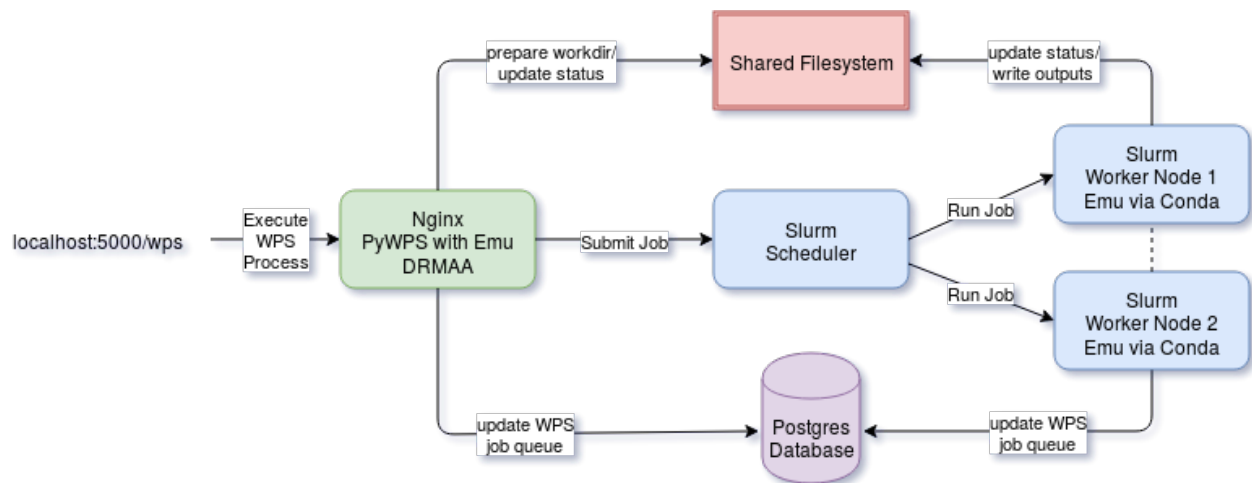 prepare workdir/
update status
Shared Filesystem
update status/
write outputs
Slurm
Worker Node 1
Emu via Conda
localhost:5000/wps
Execute
WPS
Process
Nginx
PyWPS with Emu
DRMAA
Submit Job
Slurm
Scheduler
Run Job
Run Job
Slurm
Worker Node 2
Emu via Conda
update WPS
job queue
Postgres
Database
update WPS
job queue